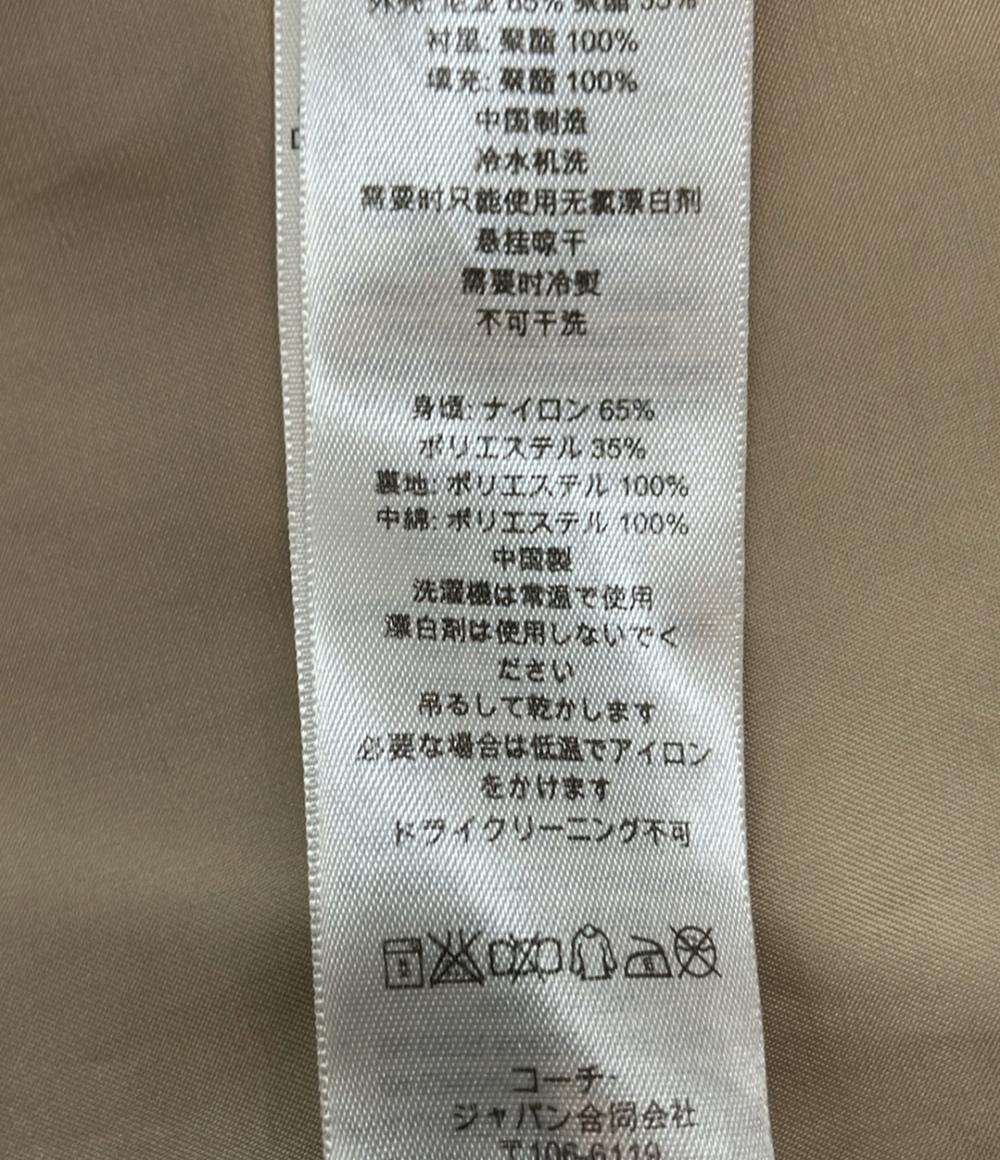 65% 聚酯 35%
衬里: 聚酯 100%
填充: 聚酯 100%
中国制造
冷水机洗
需要时只能使用无氯漂白剂
悬挂晾干
需要时冷熨
不可干洗
身頃: ナイロン 65%
ポリエステル 35%
裏地: ポリエステル 100%
中綿: ポリエステル 100%
中国製
洗濯機は常温で使用
漂白剤は使用しないでく
ださい
吊るして乾かします
必要な場合は低温でアイロン
をかけます
ドライクリーニング不可
コーチ·
ジャパン合同会社
〒106-6119